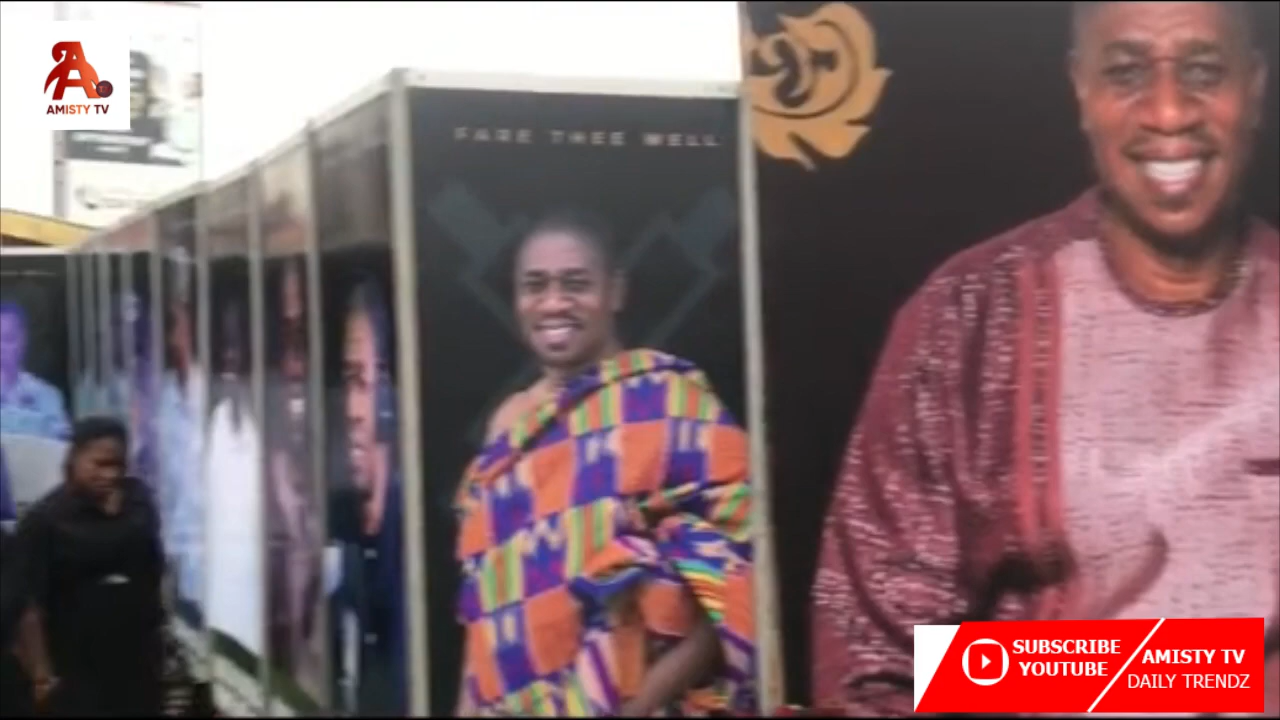 AMISTY TV
FARE THEE WELL
SUBSCRIBE
YOUTUBE
AMISTY TV
DAILY TRENDZ